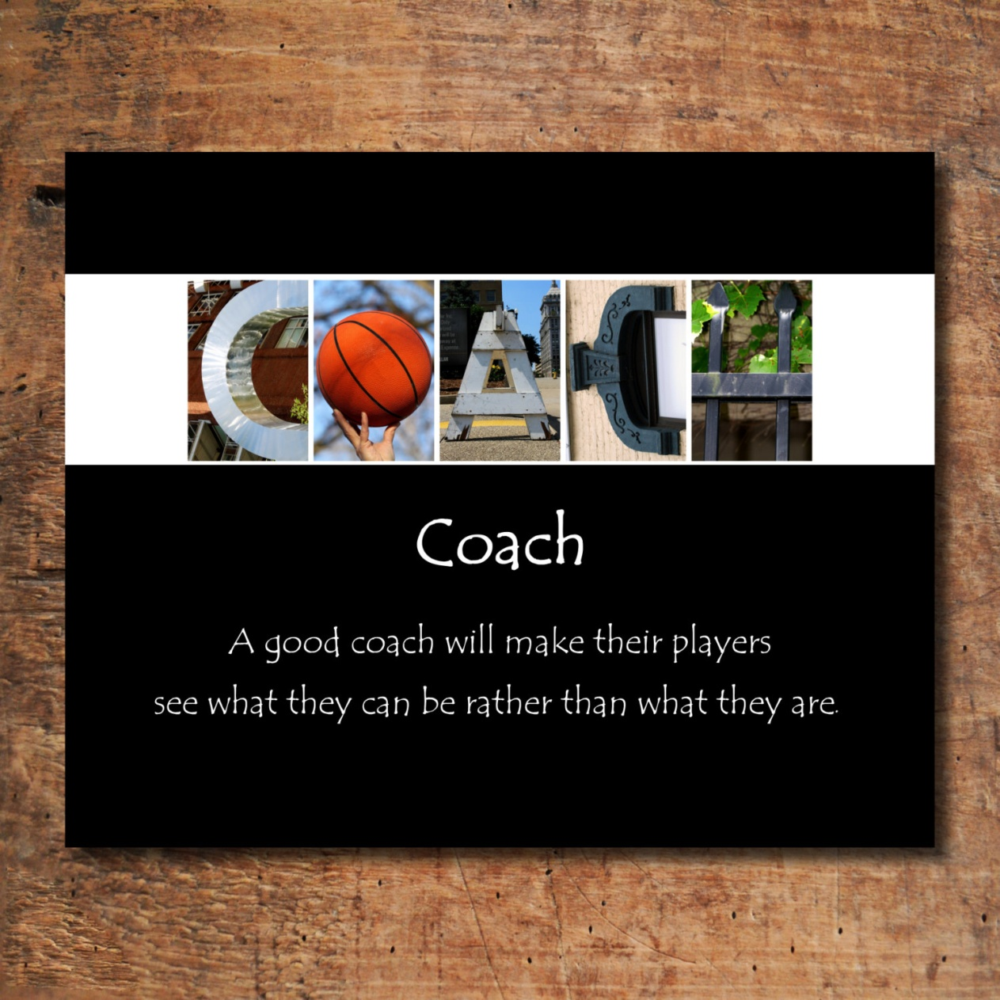 Coach
A good coach will make their players
see what they can be rather than what they are.